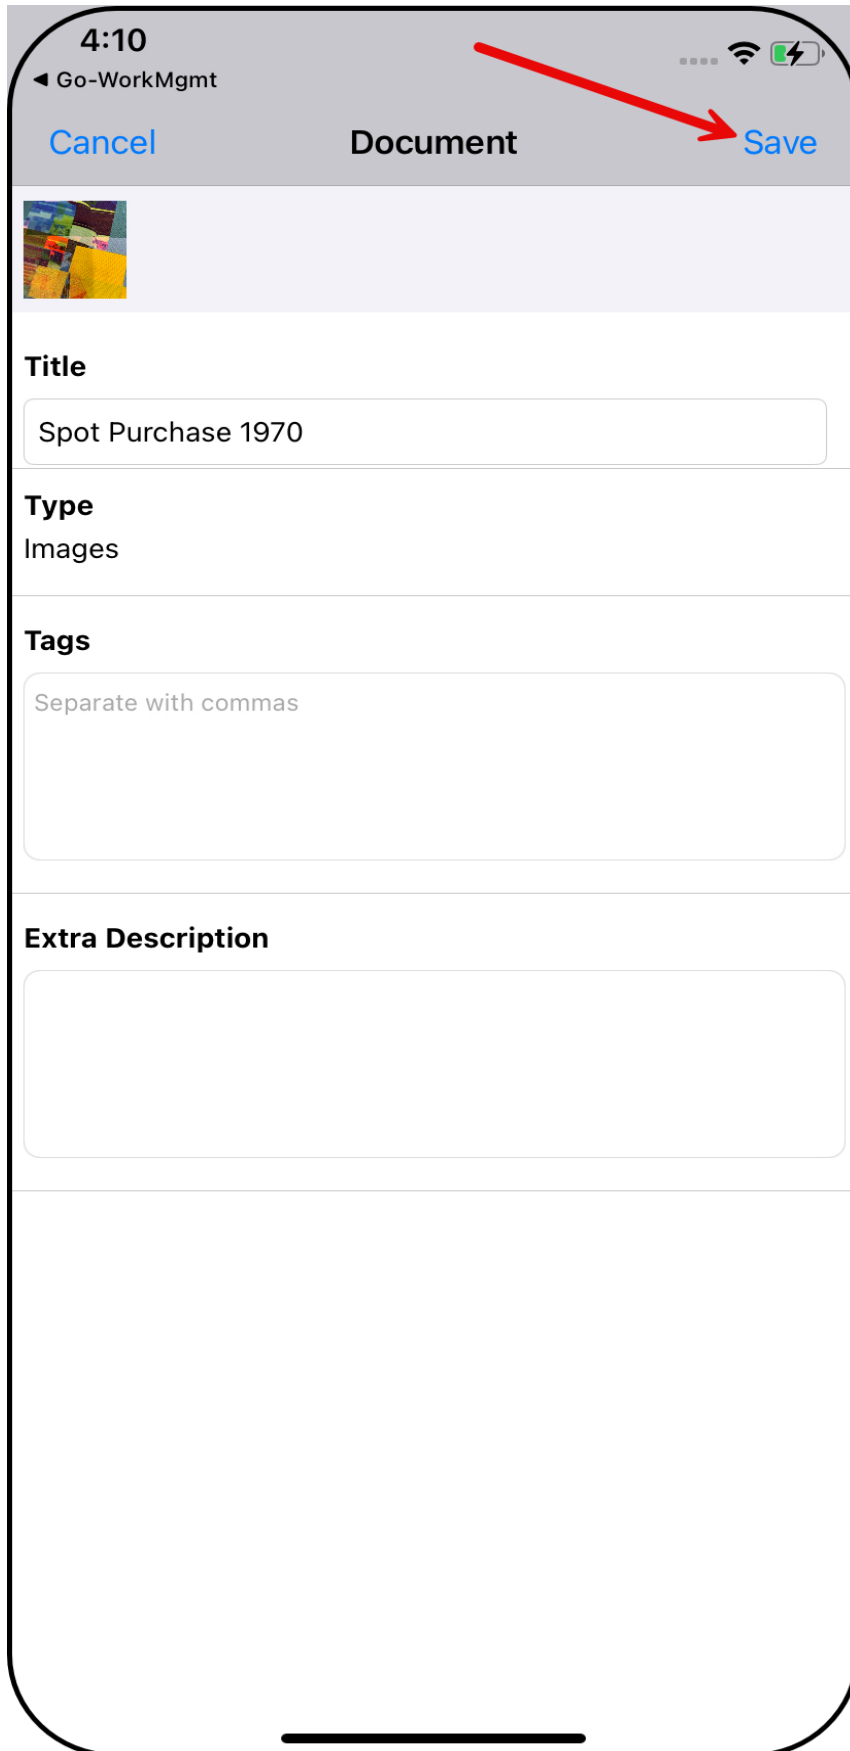 4:10
◀ Go-WorkMgmt
Cancel Document Save
Title
Spot Purchase 1970
Type
Images
Tags
Separate with commas
Extra Description